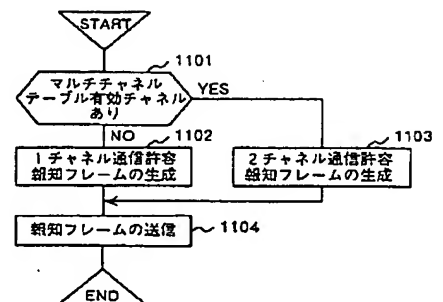 START
1101
マルチチャネル
テーブル有効チャネル
あり
YES
NO
1102
1チャネル通信許容
報知フレームの生成
1103
2チャネル通信許容
報知フレームの生成
報知フレームの送信
1104
END